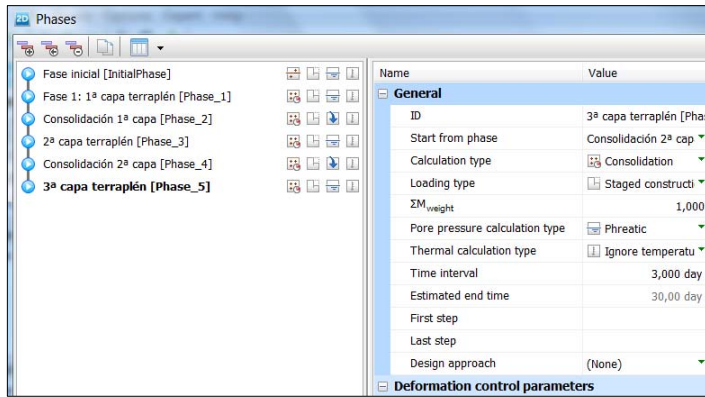 2D Phases
Fase inicial [InitialPhase]
Fase 1: 1ª capa terraplén [Phase_1]
Consolidación 1ª capa [Phase_2]
2ª capa terraplén [Phase_3]
Consolidación 2ª capa [Phase_4]
3ª capa terraplén [Phase_5]
Name Value
General
ID 3ª capa terraplén [Pha
Start from phase Consolidación 2ª cap
Calculation type Consolidation
Loading type Staged constructi
ΣMweight 1,000
Pore pressure calculation type Phreatic
Thermal calculation type Ignore temperatu
Time interval 3,000 day
Estimated end time 30,00 day
First step
Last step
Design approach (None)
Deformation control parameters